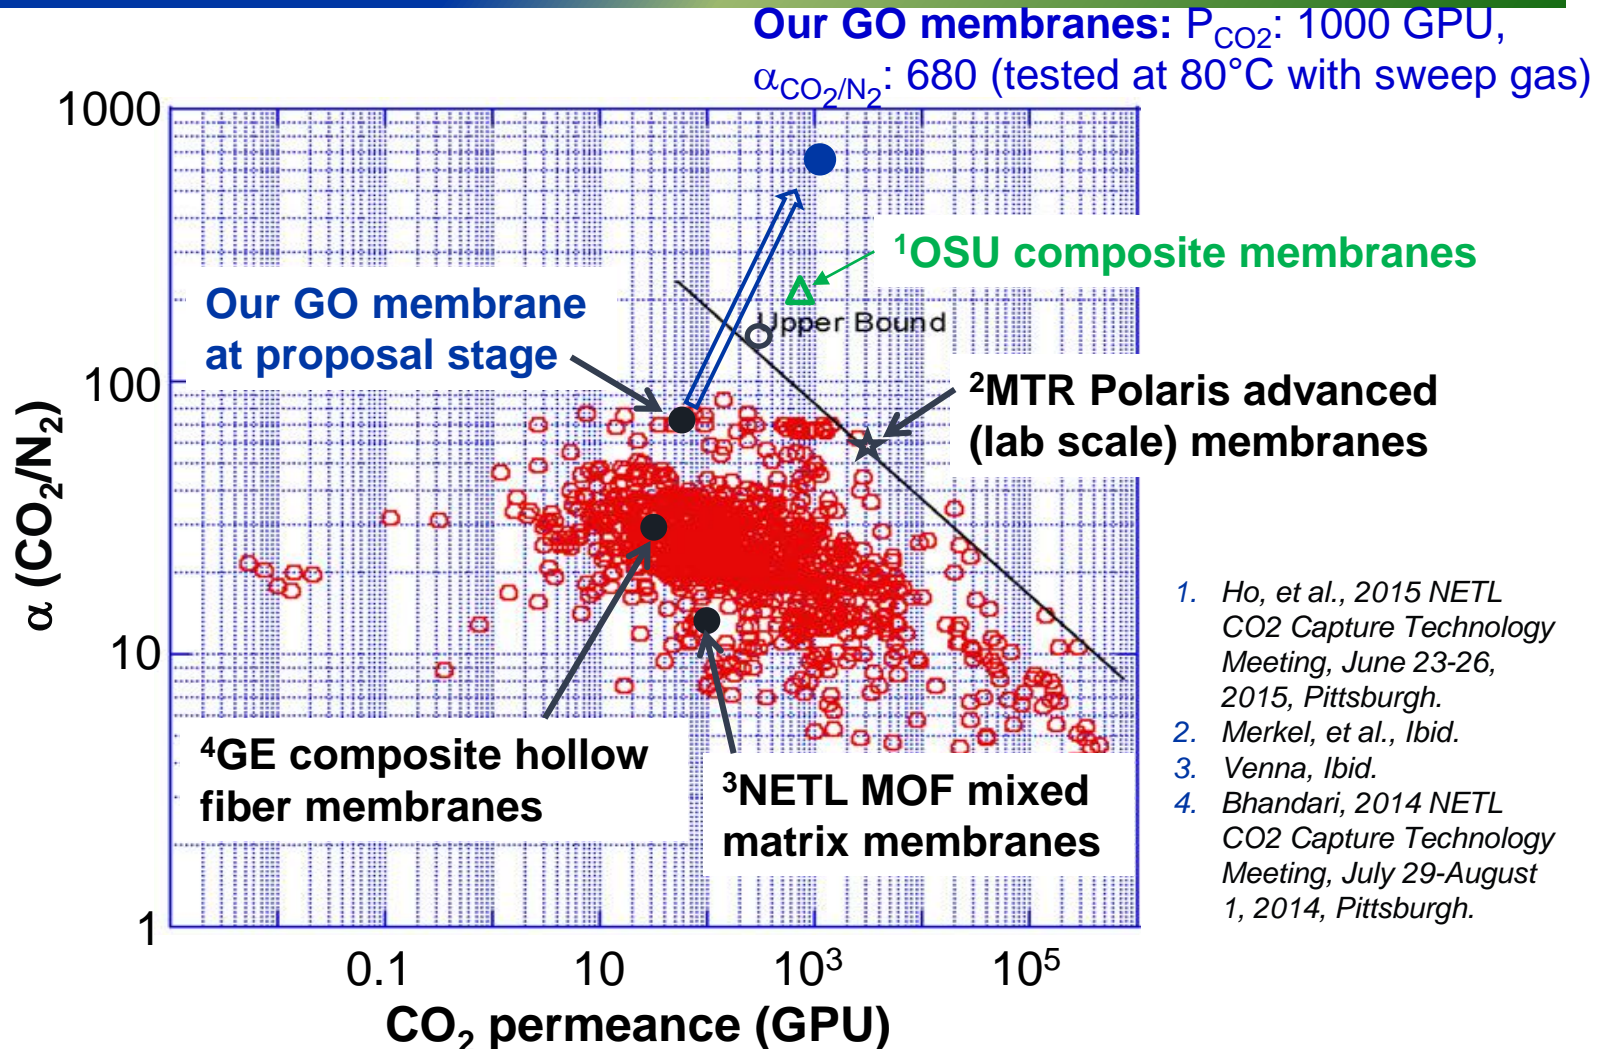 Our GO membranes: PCO2: 1000 GPU,
αCO2/N2: 680 (tested at 80°C with sweep gas)
1000
1OSU composite membranes
Our GO membrane
at proposal stage
Upper Bound
100
2MTR Polaris advanced
(lab scale) membranes
α (CO2/N2)
10
4GE composite hollow
fiber membranes
3NETL MOF mixed
matrix membranes
1
0.1 10 10³ 10⁵
CO2 permeance (GPU)
1. Ho, et al., 2015 NETL
CO2 Capture Technology
Meeting, June 23-26,
2015, Pittsburgh.
2. Merkel, et al., Ibid.
3. Venna, Ibid.
4. Bhandari, 2014 NETL
CO2 Capture Technology
Meeting, July 29-August
1, 2014, Pittsburgh.